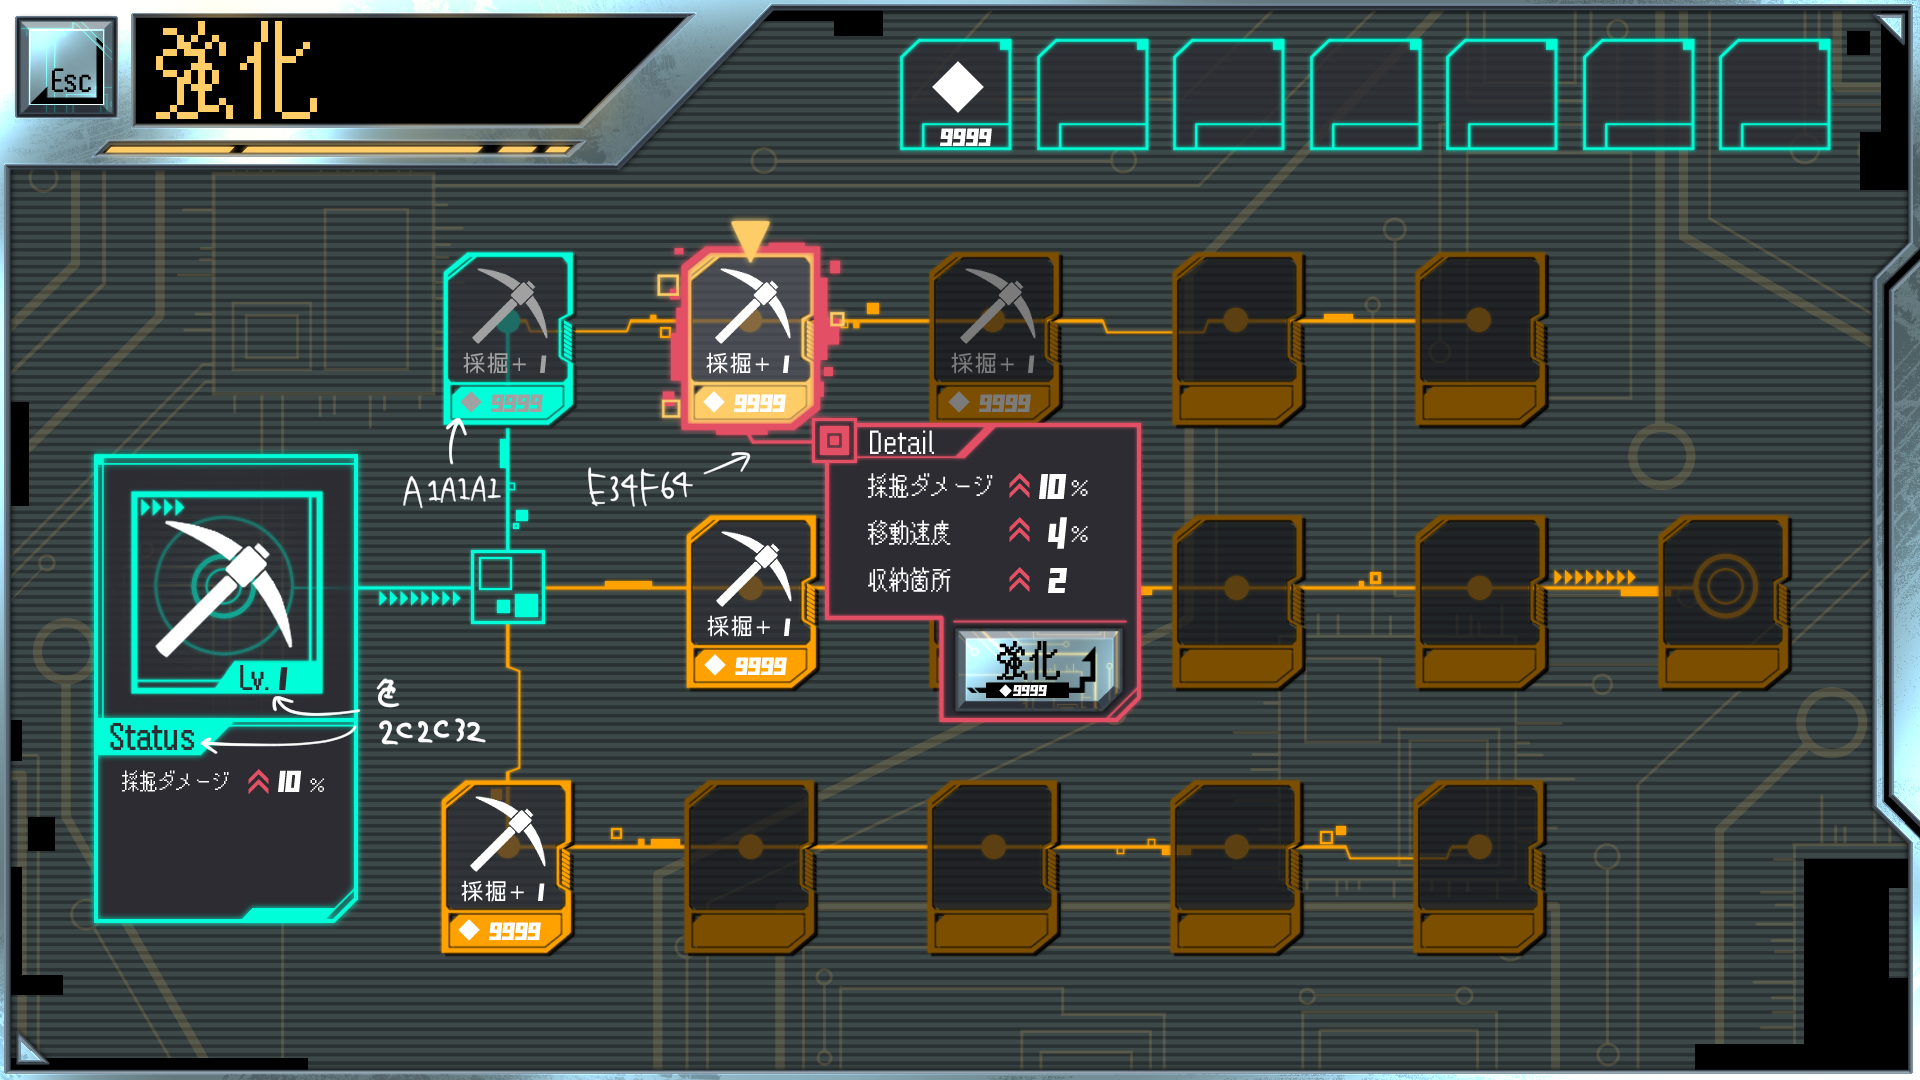 Esc
強化
9999
採掘+ 1
9999
採掘+ 1
9999
採掘+ 1
9999
A1A1A1
E34F64
Detail
採掘ダメージ 10 %
移動速度 4 %
収納箇所 2
強化
9999
採掘+ 1
9999
Lv. 1
色
2C2C32
Status
採掘ダメージ 10 %
採掘+ 1
9999